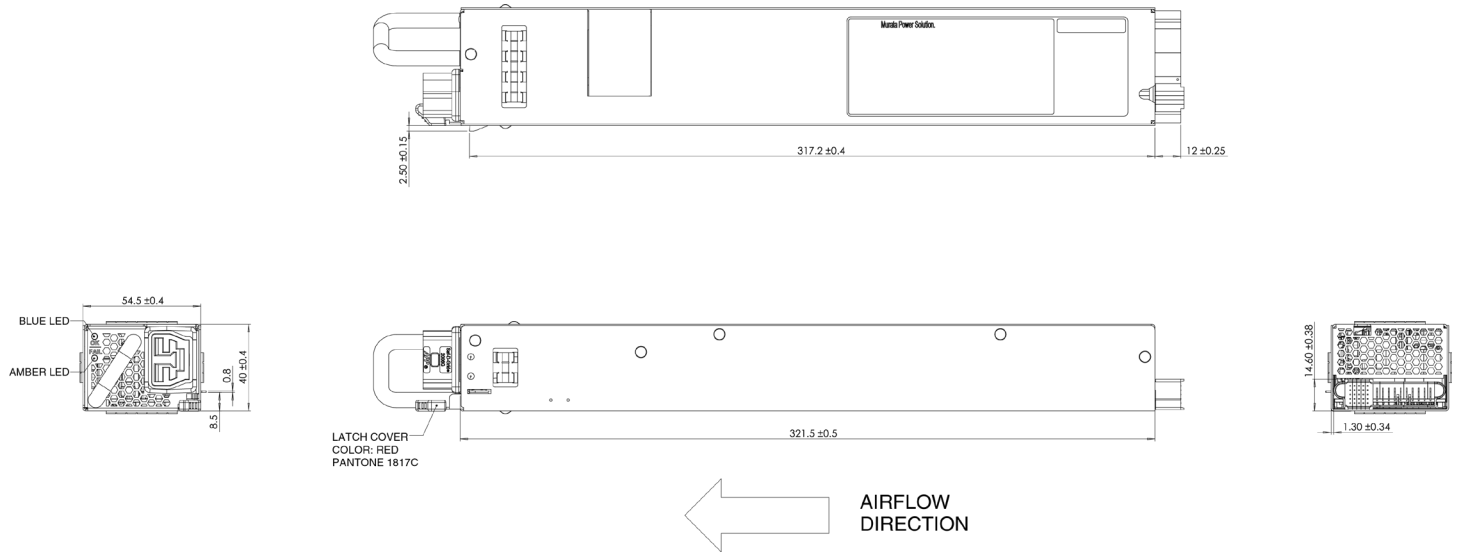 Murata Power Solution.
2.50 ±0.15
317.2 ±0.4
12 ±0.25
54.5 ±0.4
BLUE LED
OK
FAIL
AMBER LED
0.8
40 ±0.4
8.5
LATCH COVER
COLOR: RED
PANTONE 1817C
321.5 ±0.5
14.60 ±0.38
1.30 ±0.34
AIRFLOW
DIRECTION